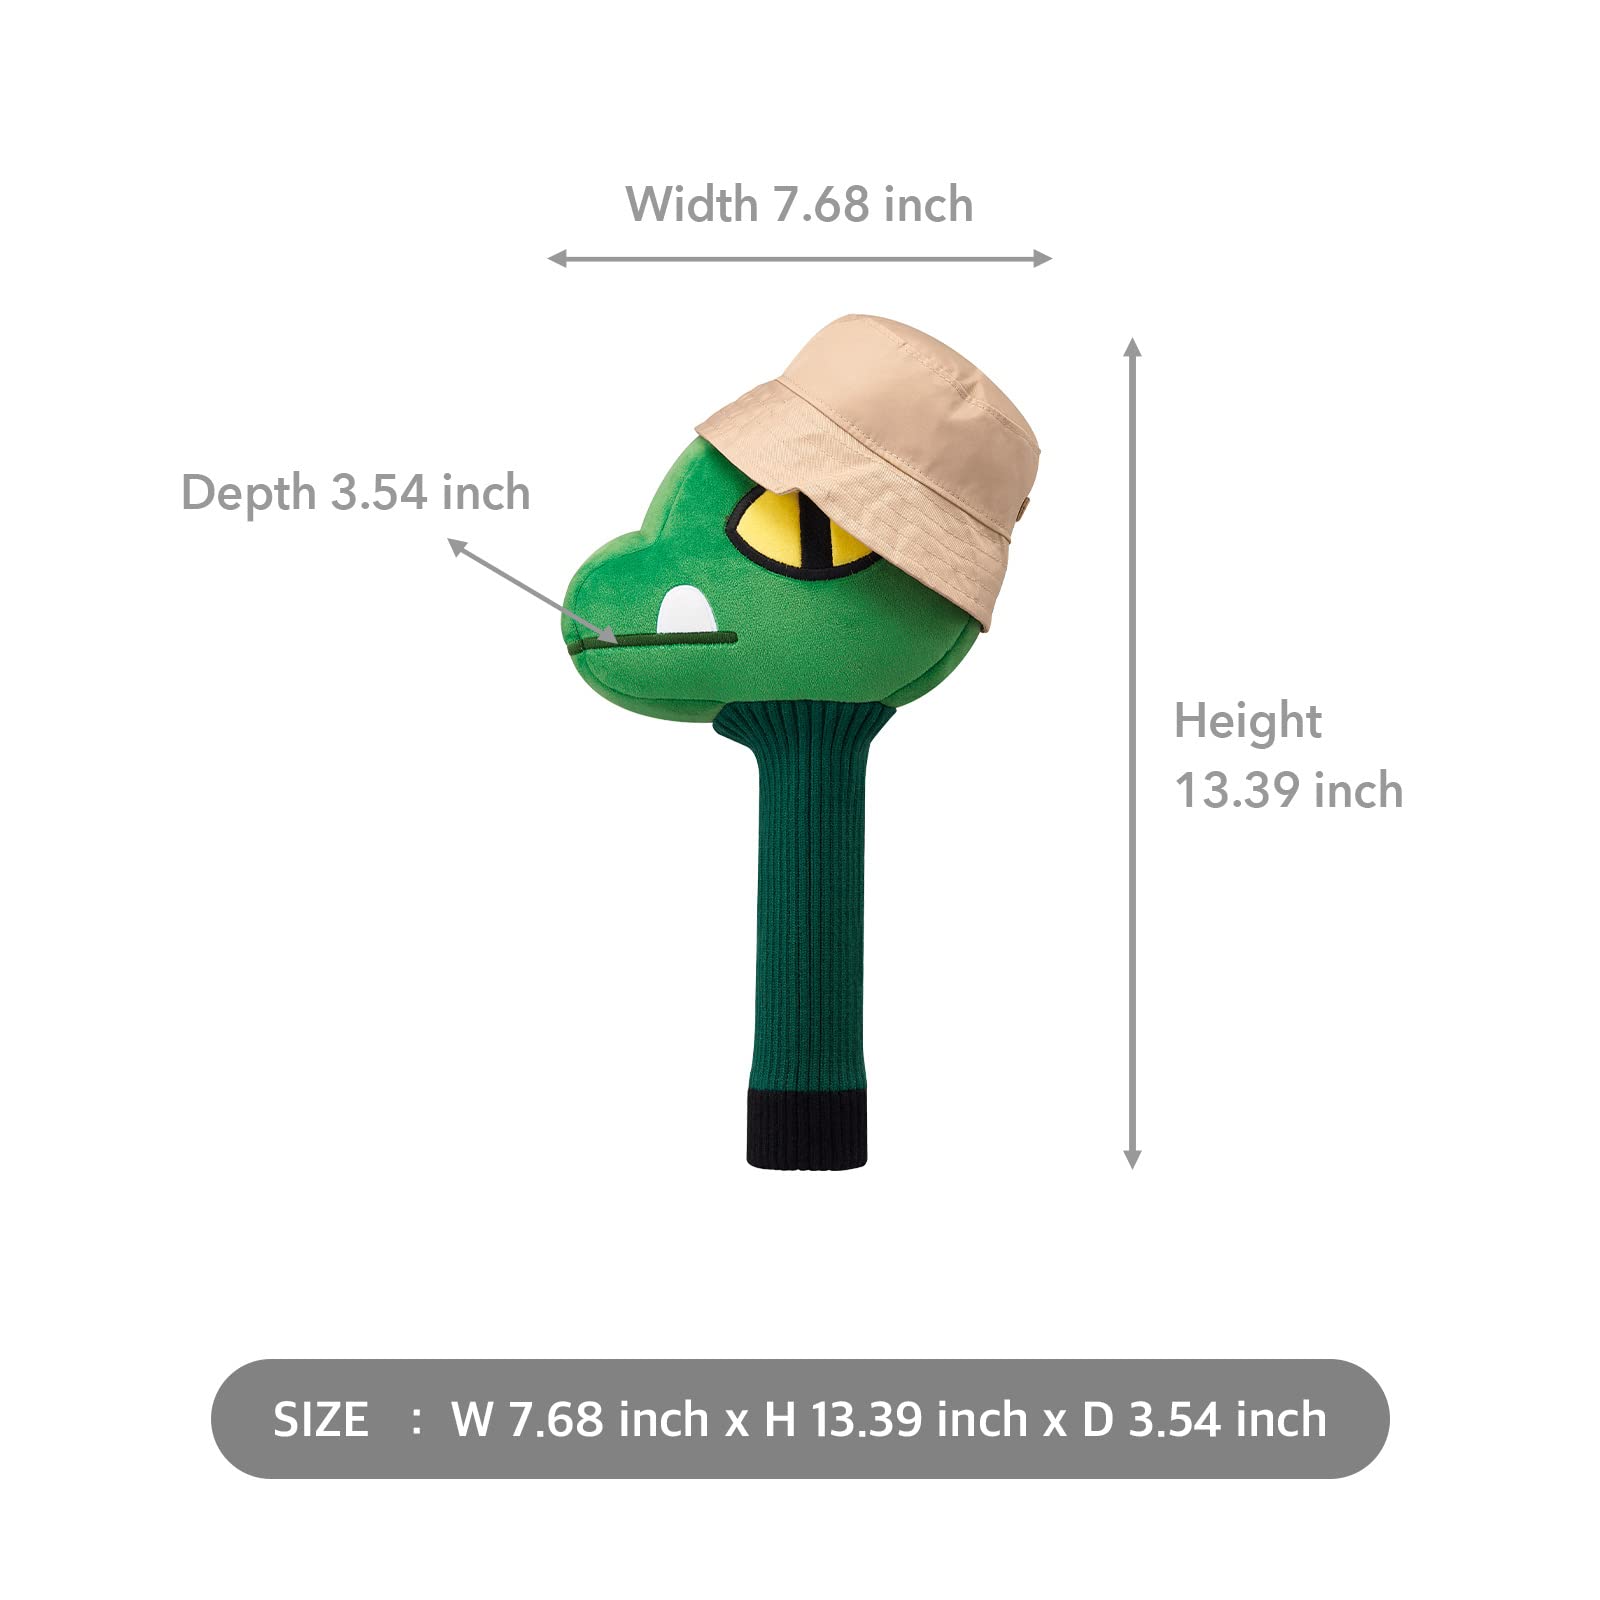 Width 7.68 inch
Depth 3.54 inch
Height
13.39 inch
SIZE : W 7.68 inch x H 13.39 inch x D 3.54 inch